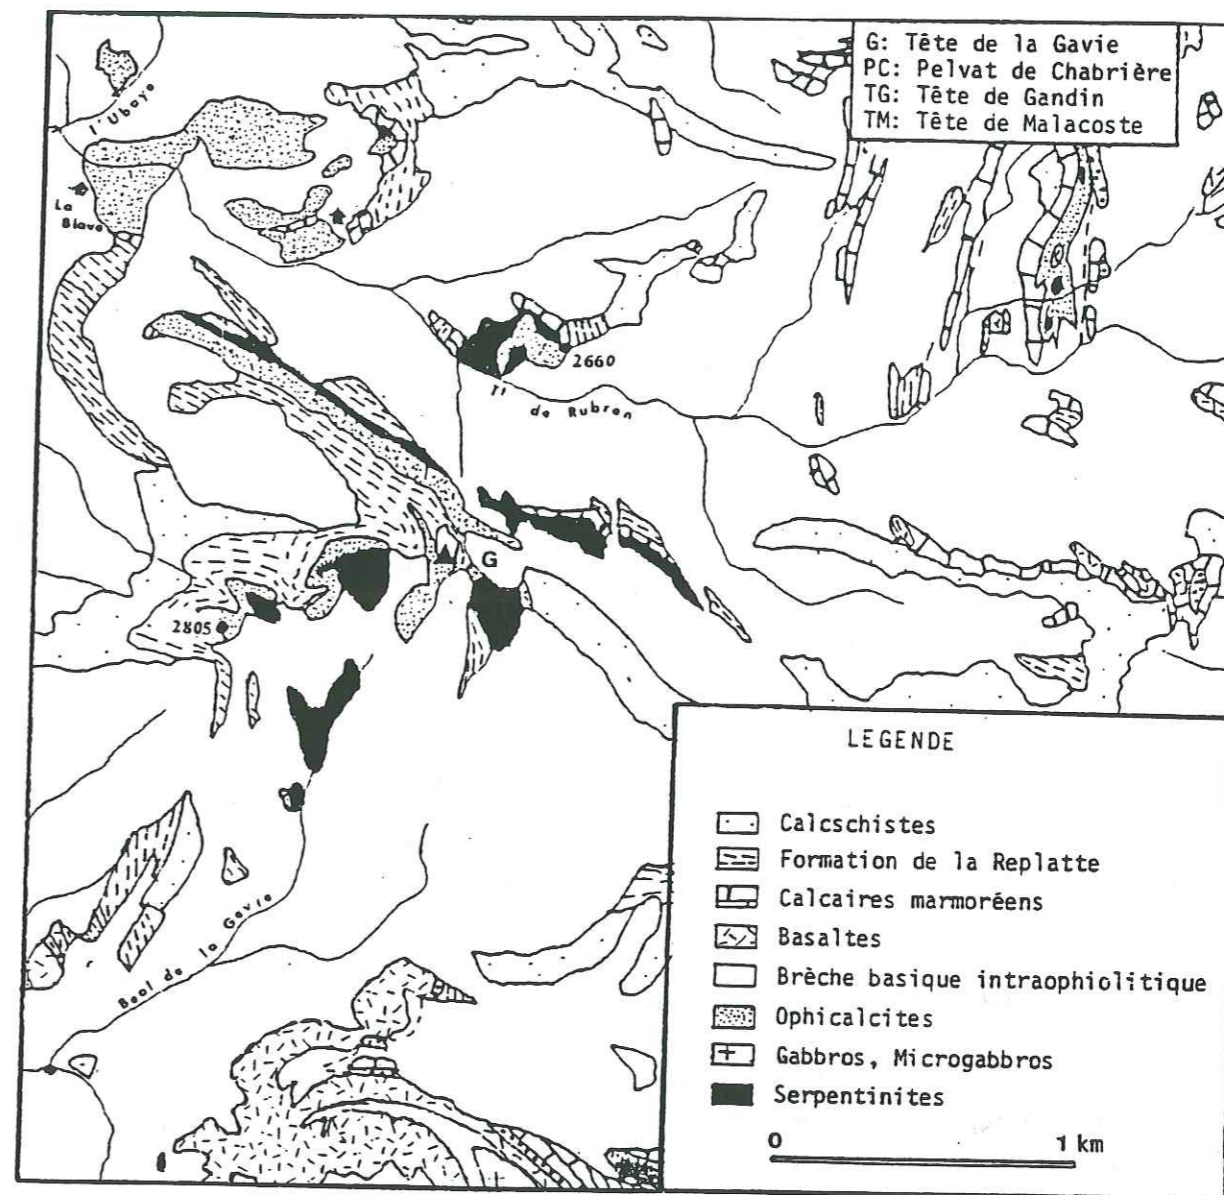 G: Tête de la Gavie
PC: Pelvat de Chabrière
TG: Tête de Gandin
TM: Tête de Malacoste
l'Ubaye
La
Blave
2660
Tt de Rubren
G
2805
Beal de la Gavie
LEGENDE
Calcschistes
Formation de la Replatte
Calcaires marmoréens
Basaltes
Brèche basique intraophiolitique
Ophicalcites
Gabbros, Microgabbros
Serpentinites
0 1 km